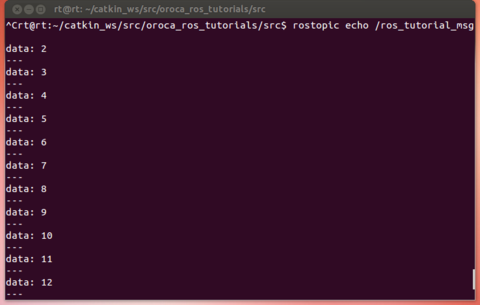 rt@rt: ~/catkin_ws/src/oroca_ros_tutorials/src
^Crt@rt:~/catkin_ws/src/oroca_ros_tutorials/src$ rostopic echo /ros_tutorial_msg
data: 2
---
data: 3
---
data: 4
---
data: 5
---
data: 6
---
data: 7
---
data: 8
---
data: 9
---
data: 10
---
data: 11
---
data: 12
---